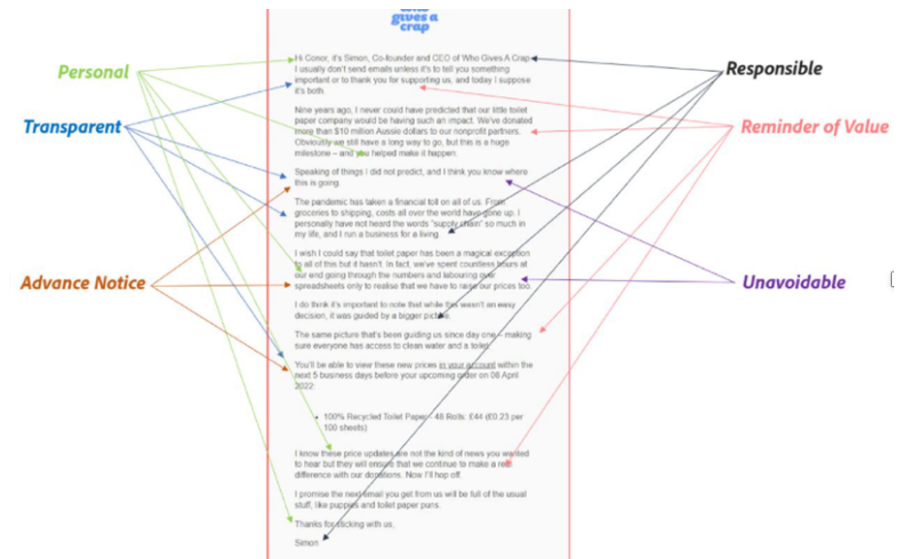 who
gives a
crap
Personal
Transparent
Advance Notice
Responsible
Reminder of Value
Unavoidable
Hi Conor, it's Simon, Co-founder and CEO of Who Gives A Crap
I usually don't send emails unless it's to tell you something
important or to thank you for supporting us, and today I suppose
it's both.
Nine years ago, I never could have predicted that our little toilet
paper company would be having such an impact. We've donated
more than $10 million Aussie dollars to our nonprofit partners.
Obviously we still have a long way to go, but this is a huge
milestone – and you helped make it happen.
Speaking of things I did not predict, and I think you know where
this is going.
The pandemic has taken a financial toll on all of us. From
groceries to shipping, costs all over the world have gone up. I
personally have not heard the words "supply chain" so much in
my life, and I run a business for a living.
I wish I could say that toilet paper has been a magical exception
to all of this but it hasn't. In fact, we've spent countless hours at
our end going through the numbers and labouring over
spreadsheets only to realise that we have to raise our prices too.
I do think it's important to note that while this wasn't an easy
decision, it was guided by a bigger picture.
The same picture that's been guiding us since day one – making
sure everyone has access to clean water and a toilet.
You'll be able to view these new prices in your account within the
next 5 business days before your upcoming order on 08 April
2022:
• 100% Recycled Toilet Paper - 48 Rolls: £44 (£0.23 per
100 sheets)
I know these price updates are not the kind of news you wanted
to hear but they will ensure that we continue to make a real
difference with our donations. Now I'll hop off.
I promise the next email you get from us will be full of the usual
stuff, like puppies and toilet paper puns.
Thanks for sticking with us,
Simon